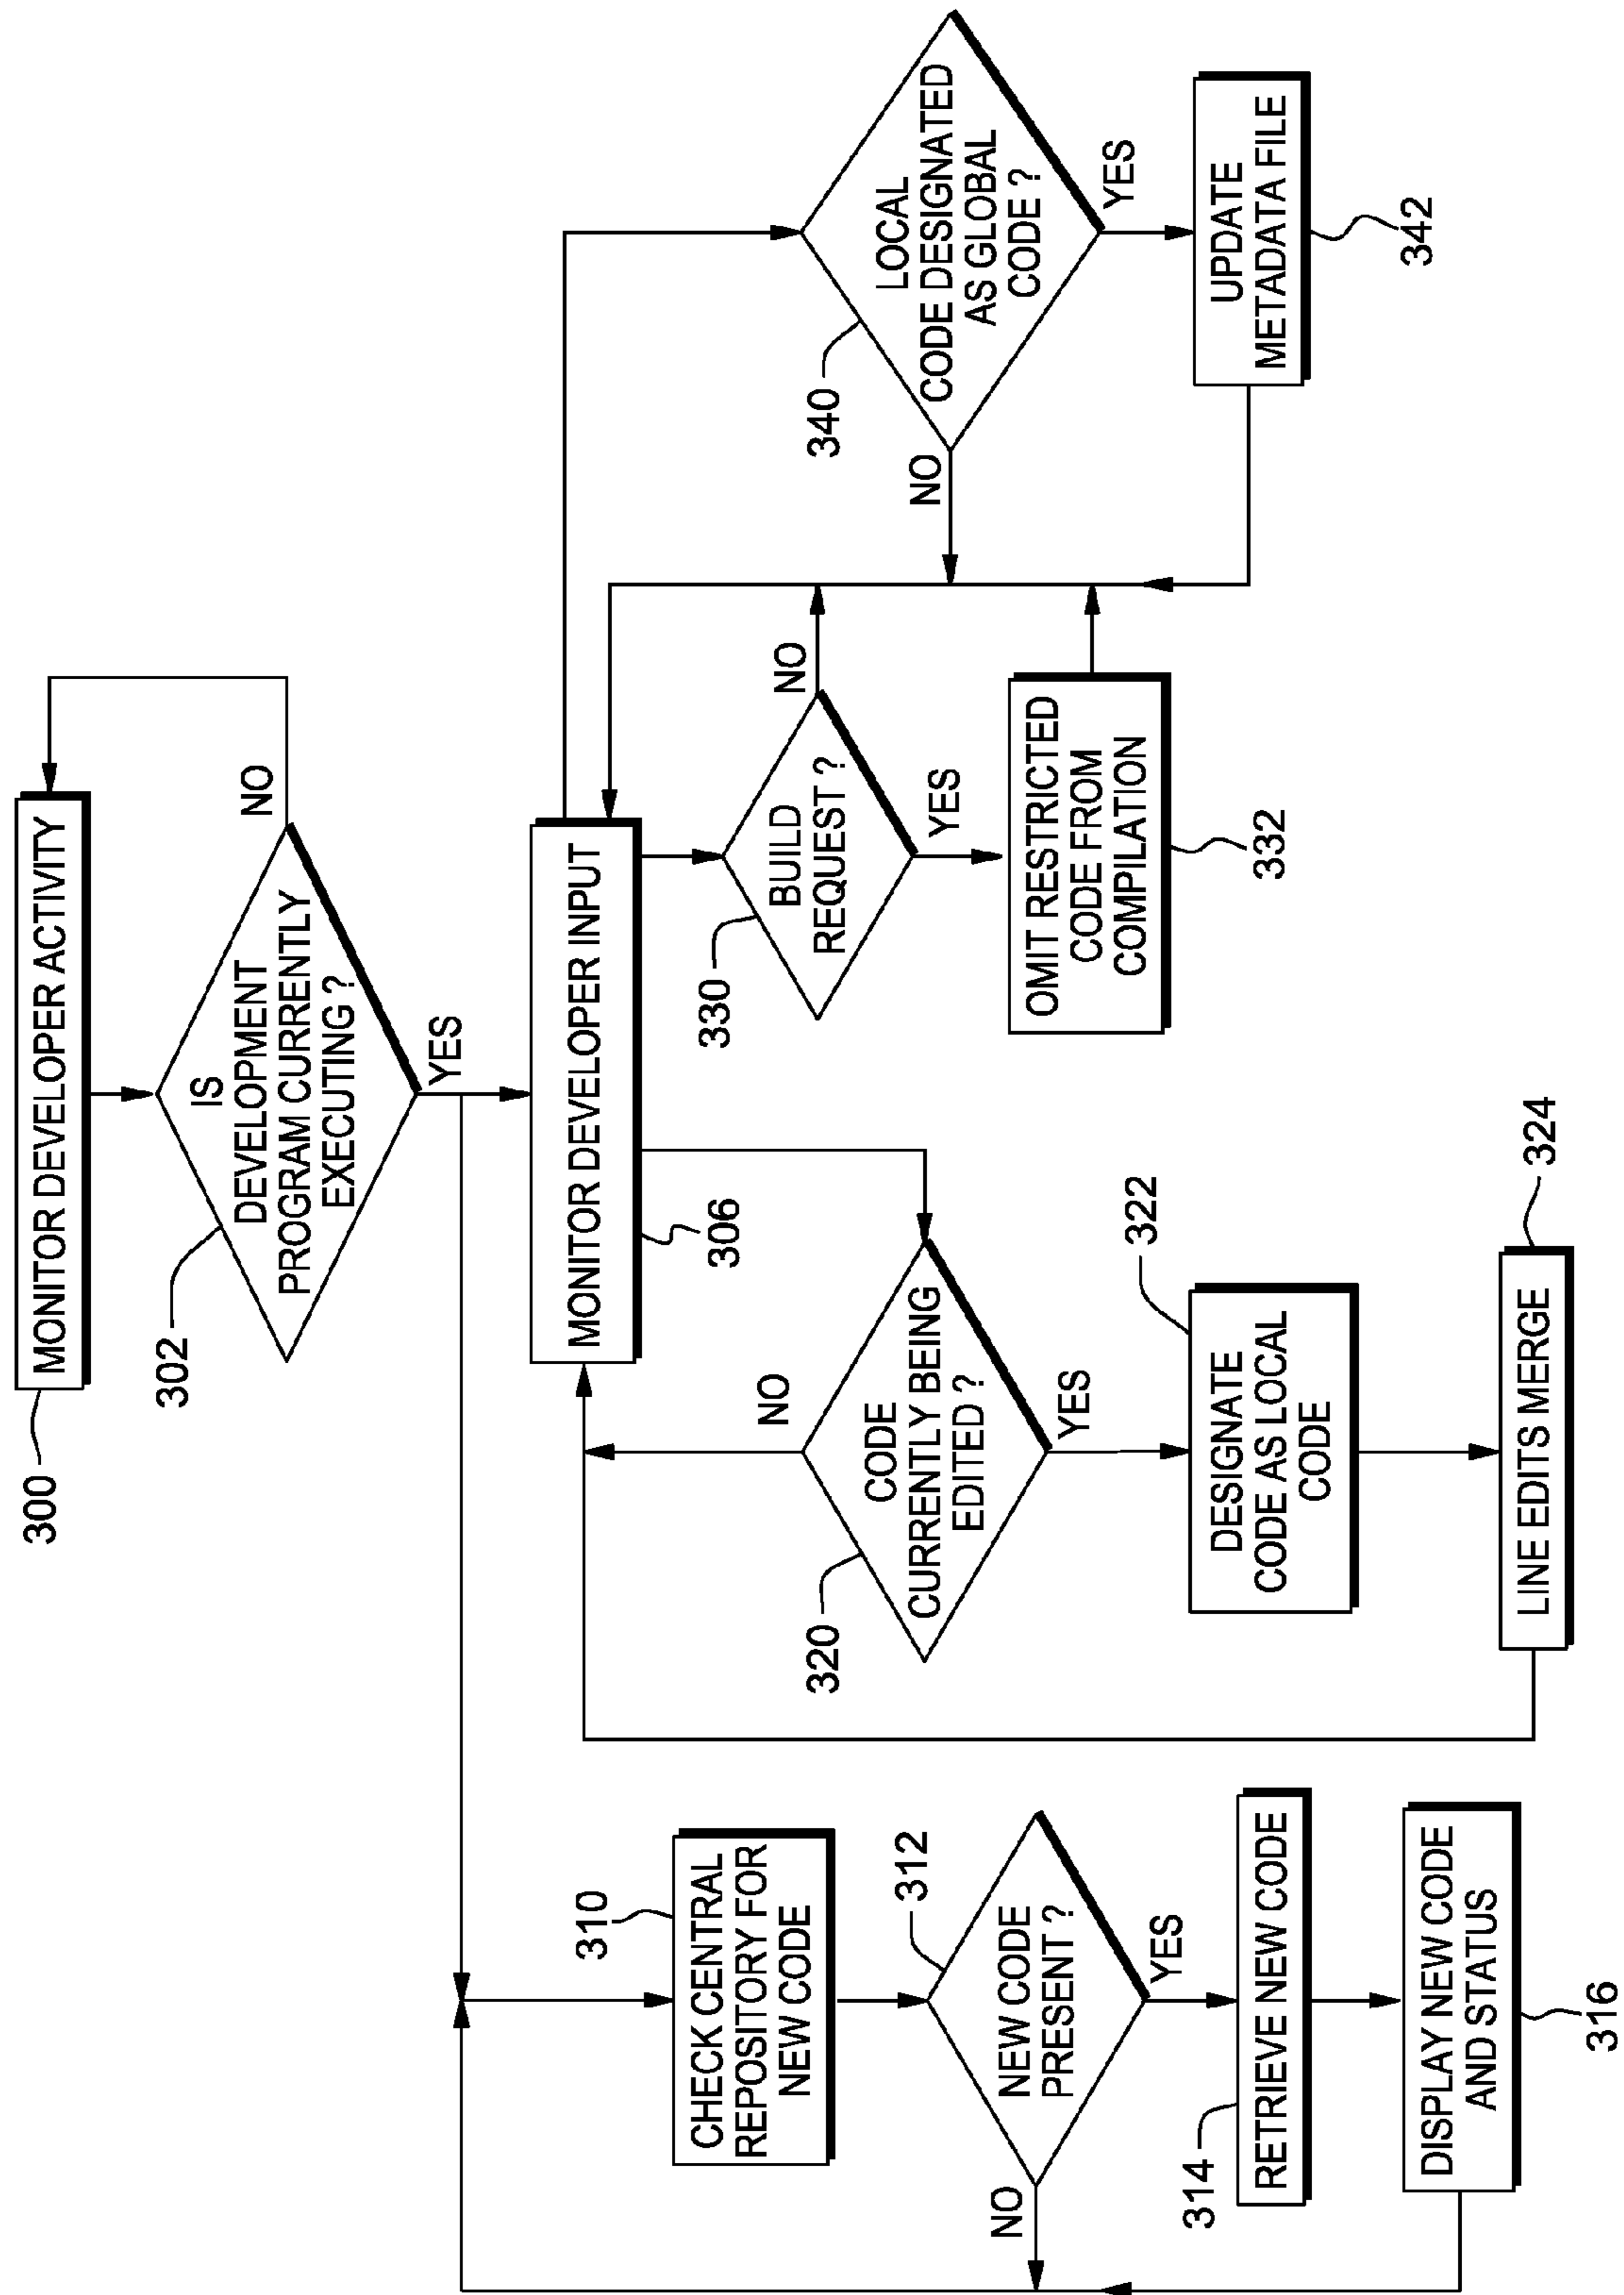 MONITOR DEVELOPER ACTIVITY
300
IS
DEVELOPMENT
PROGRAM CURRENTLY
EXECUTING ?
302
NO
YES
MONITOR DEVELOPER INPUT
306
CHECK CENTRAL
REPOSITORY FOR
NEW CODE
310
NEW CODE
PRESENT ?
312
NO
YES
RETRIEVE NEW CODE
314
DISPLAY NEW CODE
AND STATUS
316
CODE
CURRENTLY BEING
EDITED ?
320
NO
YES
DESIGNATE
CODE AS LOCAL
CODE
322
LINE EDITS MERGE
324
BUILD
REQUEST ?
330
NO
YES
OMIT RESTRICTED
CODE FROM
COMPILATION
332
LOCAL
CODE DESIGNATED
AS GLOBAL
CODE ?
340
NO
YES
UPDATE
METADATA FILE
342